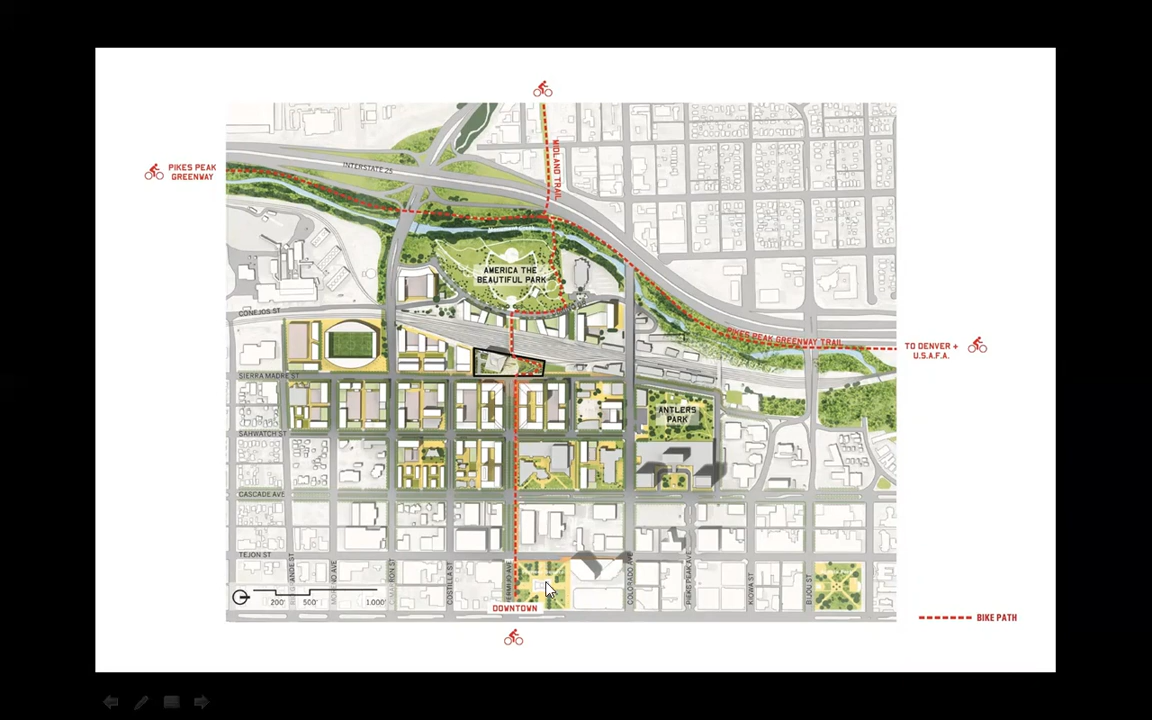 MIDLAND TRAIL
PIKES PEAK
GREENWAY
INTERSTATE 25
AMERICA THE
BEAUTIFUL PARK
CONEJOS ST
PIKES PEAK GREENWAY TRAIL
TO DENVER +
U.S.A.F.A.
SIERRA MADRE ST
ANTLERS
PARK
SAHWATCH ST
CASCADE AVE
TEJON ST
COSTILLA ST
COLORADO AVE
PIKES PEAK AVE
KIOWA ST
BIJOU ST
200'
500'
1.000'
DOWNTOWN
BIKE PATH